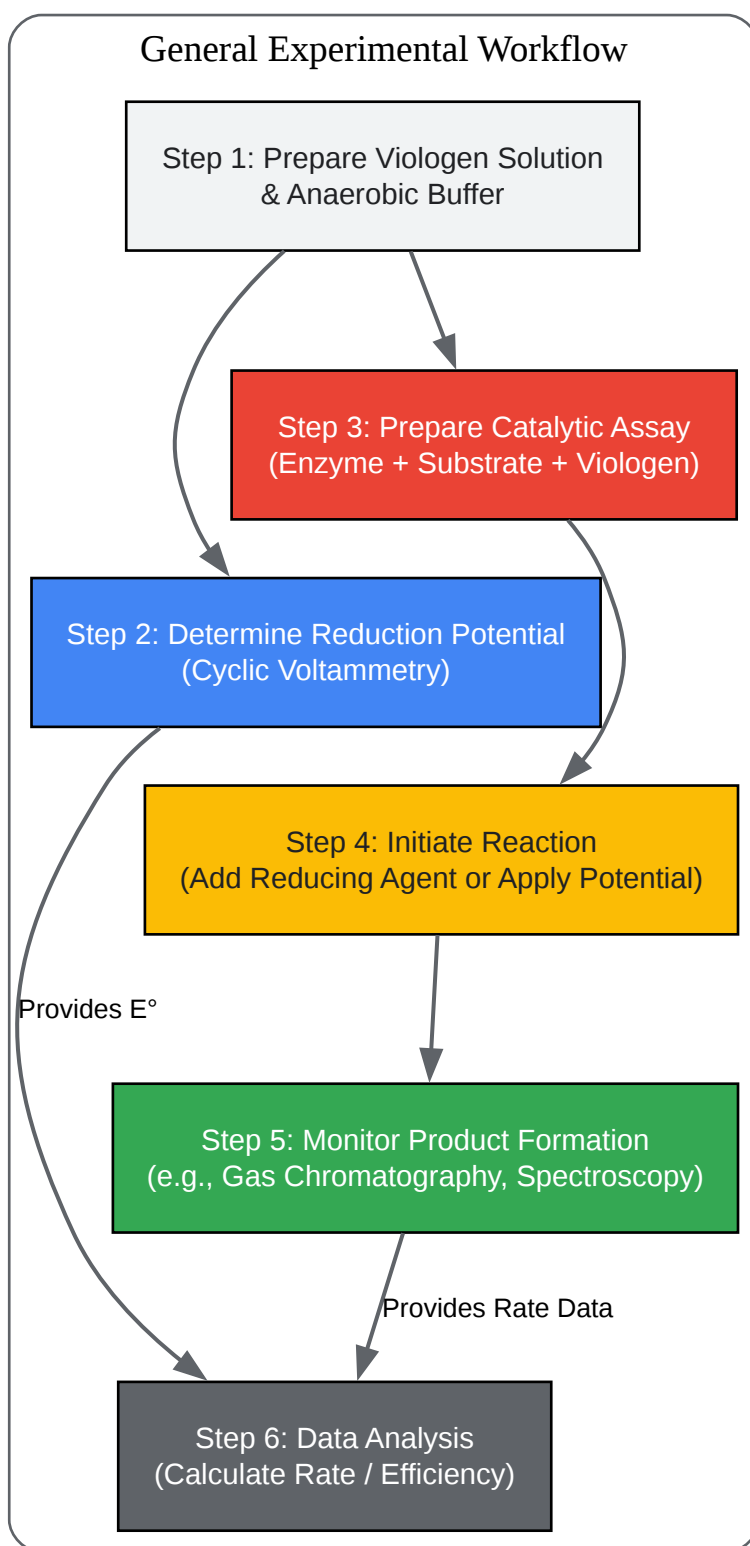 General Experimental Workflow
Step 1: Prepare Viologen Solution
& Anaerobic Buffer
Step 3: Prepare Catalytic Assay
(Enzyme + Substrate + Viologen)
Step 2: Determine Reduction Potential
(Cyclic Voltammetry)
Step 4: Initiate Reaction
(Add Reducing Agent or Apply Potential)
Provides E°
Step 5: Monitor Product Formation
(e.g., Gas Chromatography, Spectroscopy)
Provides Rate Data
Step 6: Data Analysis
(Calculate Rate / Efficiency)